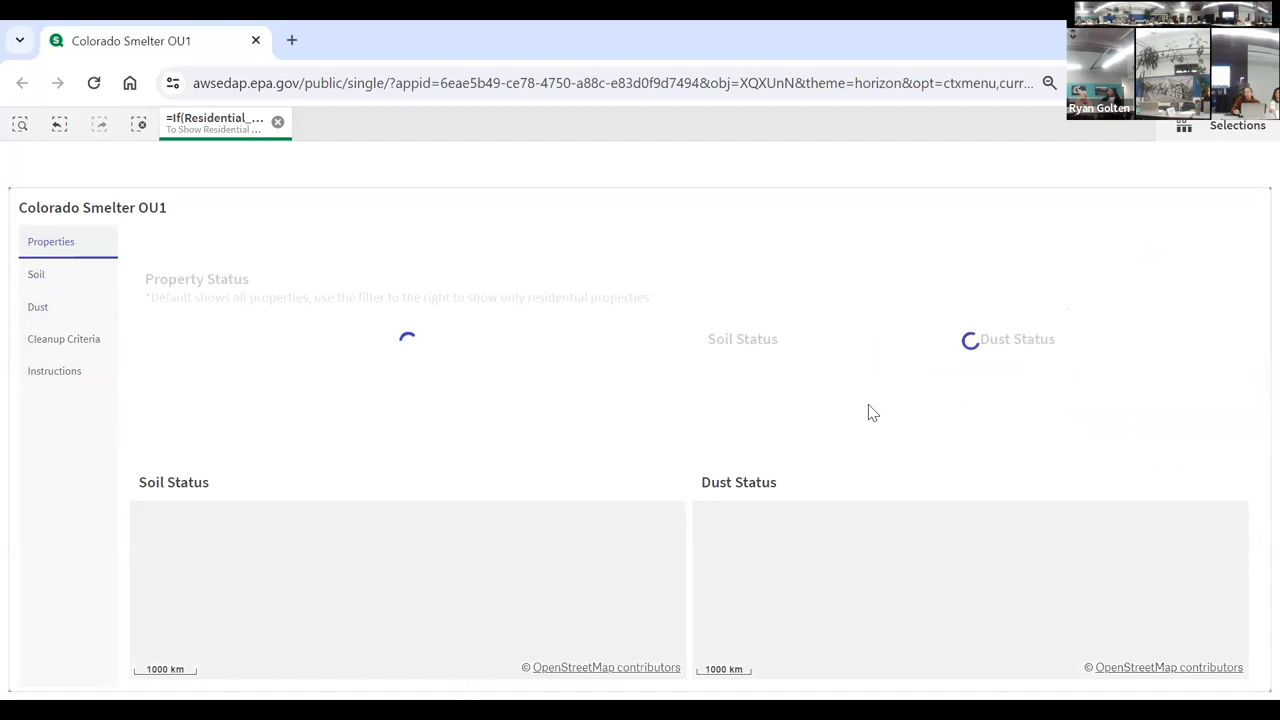 Colorado Smelter OU1
awsedap.epa.gov/public/single/?appid=6eae5b49-ce78-4750-a88c-e83d0f9d7494&obj=XQXUnN&theme=horizon&opt=ctxmenu,curr...
Ryan Golten
=If(Residential_...
To Show Residential ...
Selections
Colorado Smelter OU1
Properties
Soil
Dust
Cleanup Criteria
Instructions
Property Status
*Default shows all properties, use the filter to the right to show only residential properties
Soil Status
Dust Status
Soil Status
Dust Status
1000 km
© OpenStreetMap contributors
1000 km
© OpenStreetMap contributors